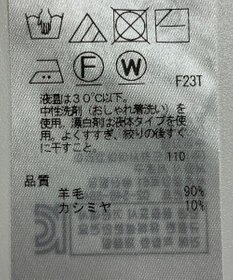 F23T
液温は30℃以下。
中性洗剤(おしゃれ着洗い)を
使用。漂白剤は液体タイプを使
用。よくすすぎ、絞りの後すぐ
に干すこと。
110
品質
羊毛 90%
カシミヤ 10%